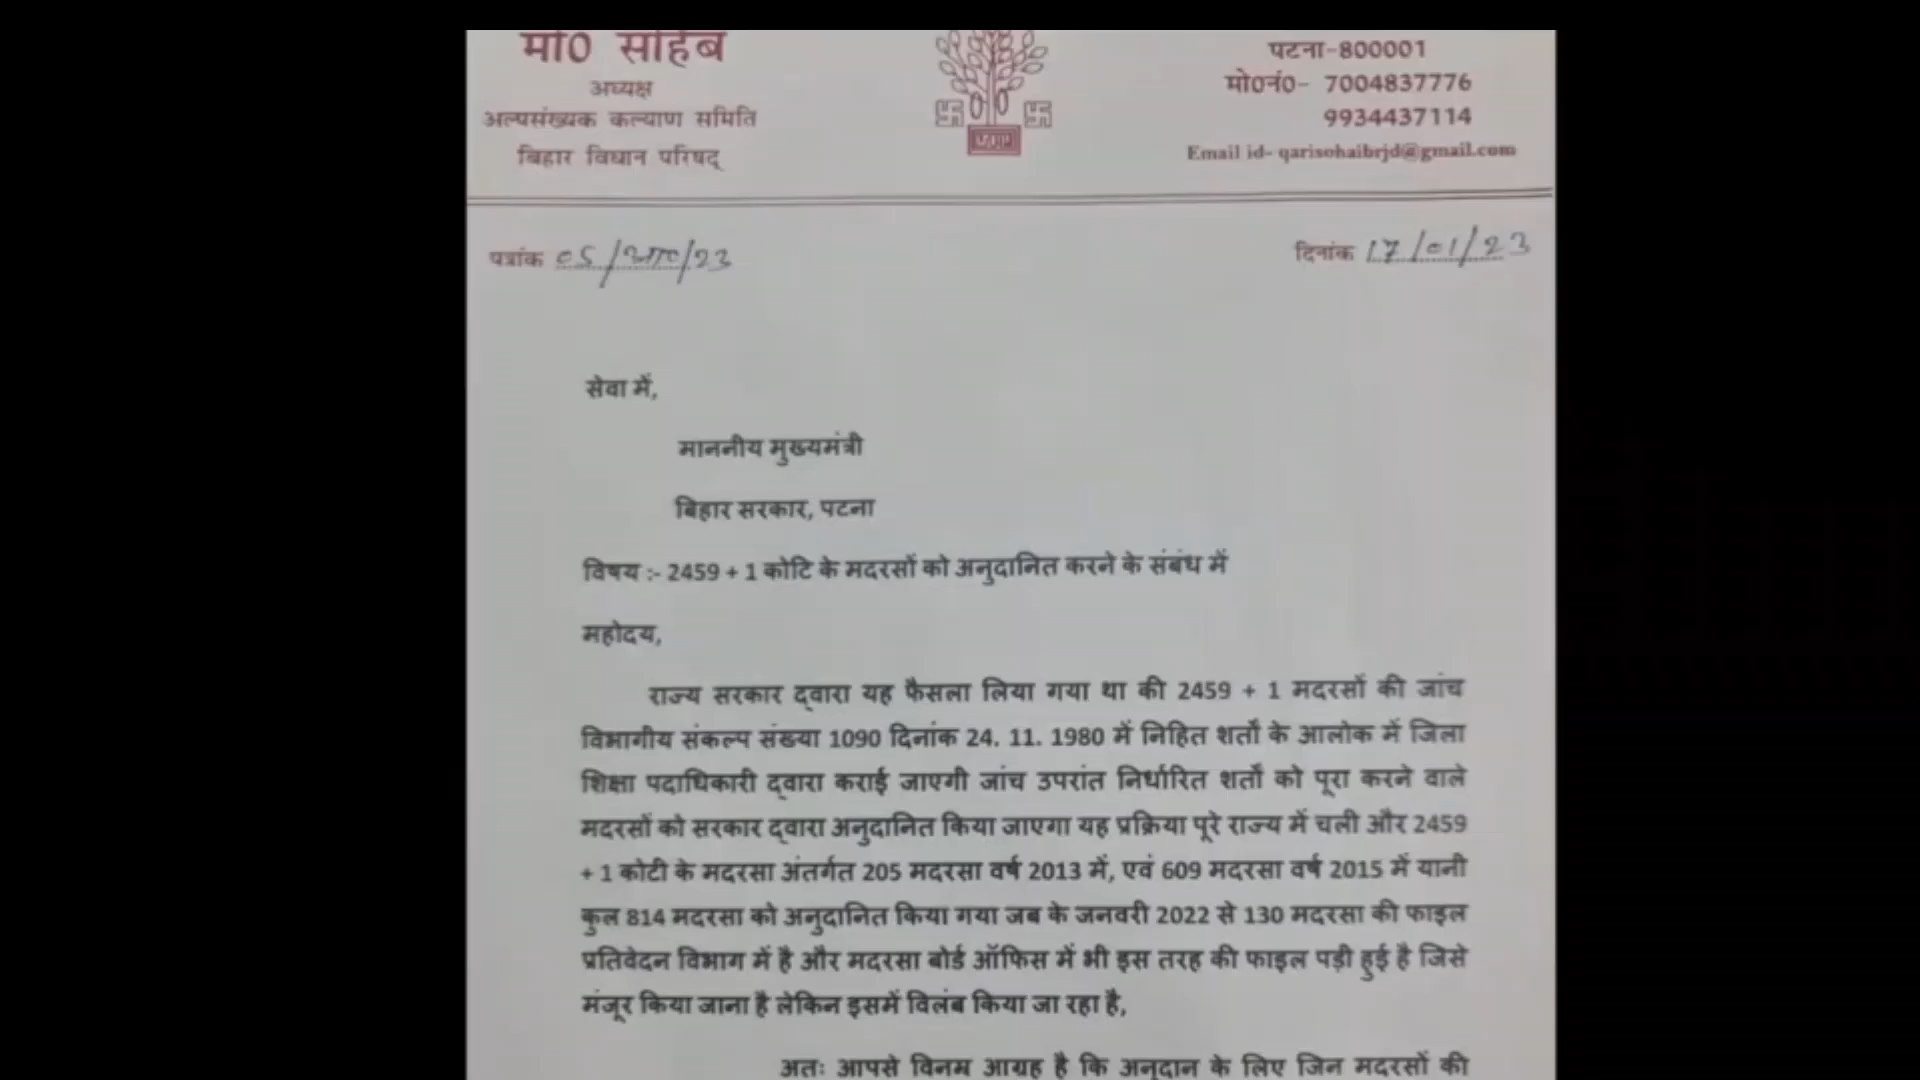 मो0 सोहेब
अध्यक्ष
अल्पसंख्यक कल्याण समिति
बिहार विधान परिषद्
पटना-800001
मो0नं0- 7004837776
9934437114
Email id- qarisohaibrjd@gmail.com
पत्रांक 05/आ0/23
दिनांक 17/01/23
सेवा में,
माननीय मुख्यमंत्री
बिहार सरकार, पटना
विषय :- 2459 + 1 कोटि के मदरसों को अनुदानित करने के संबंध में
महोदय,
राज्य सरकार द्वारा यह फैसला लिया गया था की 2459 + 1 मदरसों की जांच
विभागीय संकल्प संख्या 1090 दिनांक 24. 11. 1980 में निहित शर्तों के आलोक में जिला
शिक्षा पदाधिकारी द्वारा कराई जाएगी जांच उपरांत निर्धारित शर्तों को पूरा करने वाले
मदरसों को सरकार द्वारा अनुदानित किया जाएगा यह प्रक्रिया पूरे राज्य में चली और 2459
+ 1 कोटी के मदरसा अंतर्गत 205 मदरसा वर्ष 2013 में, एवं 609 मदरसा वर्ष 2015 में यानी
कुल 814 मदरसा को अनुदानित किया गया जब के जनवरी 2022 से 130 मदरसा की फाइल
प्रतिवेदन विभाग में है और मदरसा बोर्ड ऑफिस में भी इस तरह की फाइल पड़ी हुई है जिसे
मंजूर किया जाना है लेकिन इसमें विलंब किया जा रहा है,
अतः आपसे विनम्र आग्रह है कि अनुदान के लिए जिन मदरसों की